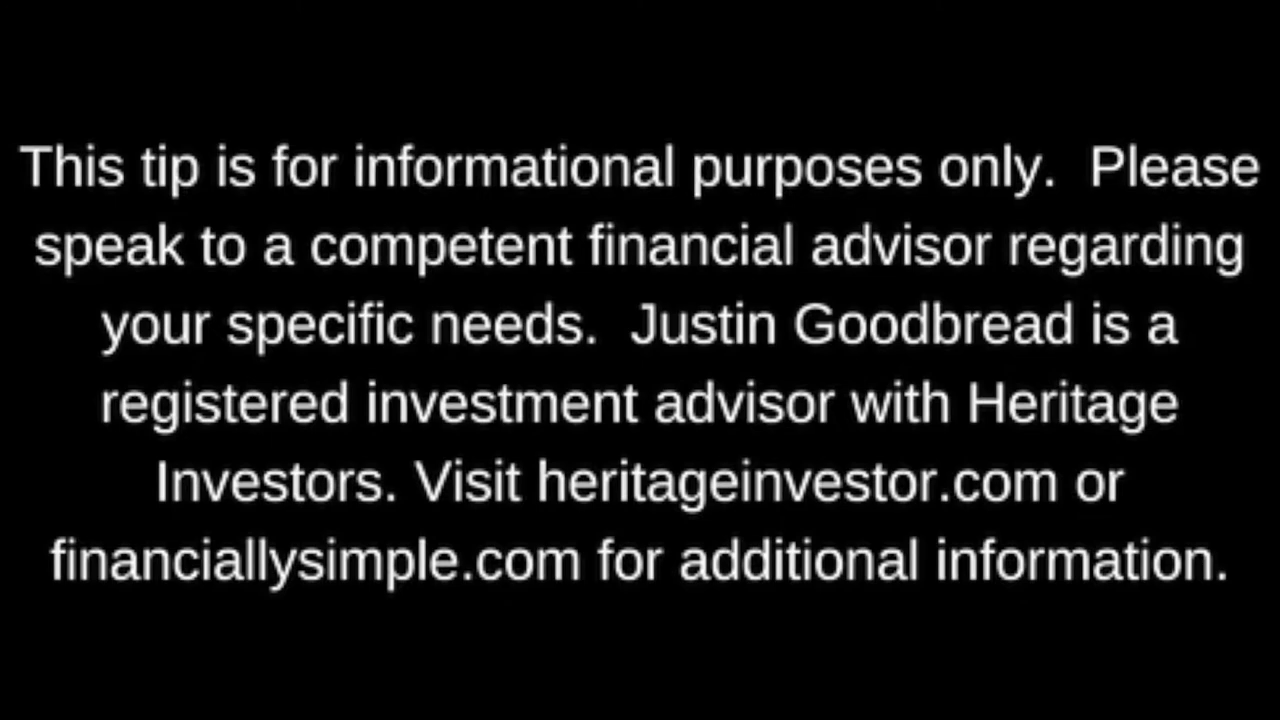 This tip is for informational purposes only.  Please
speak to a competent financial advisor regarding
your specific needs.  Justin Goodbread is a
registered investment advisor with Heritage
Investors. Visit heritageinvestor.com or
financiallysimple.com for additional information.